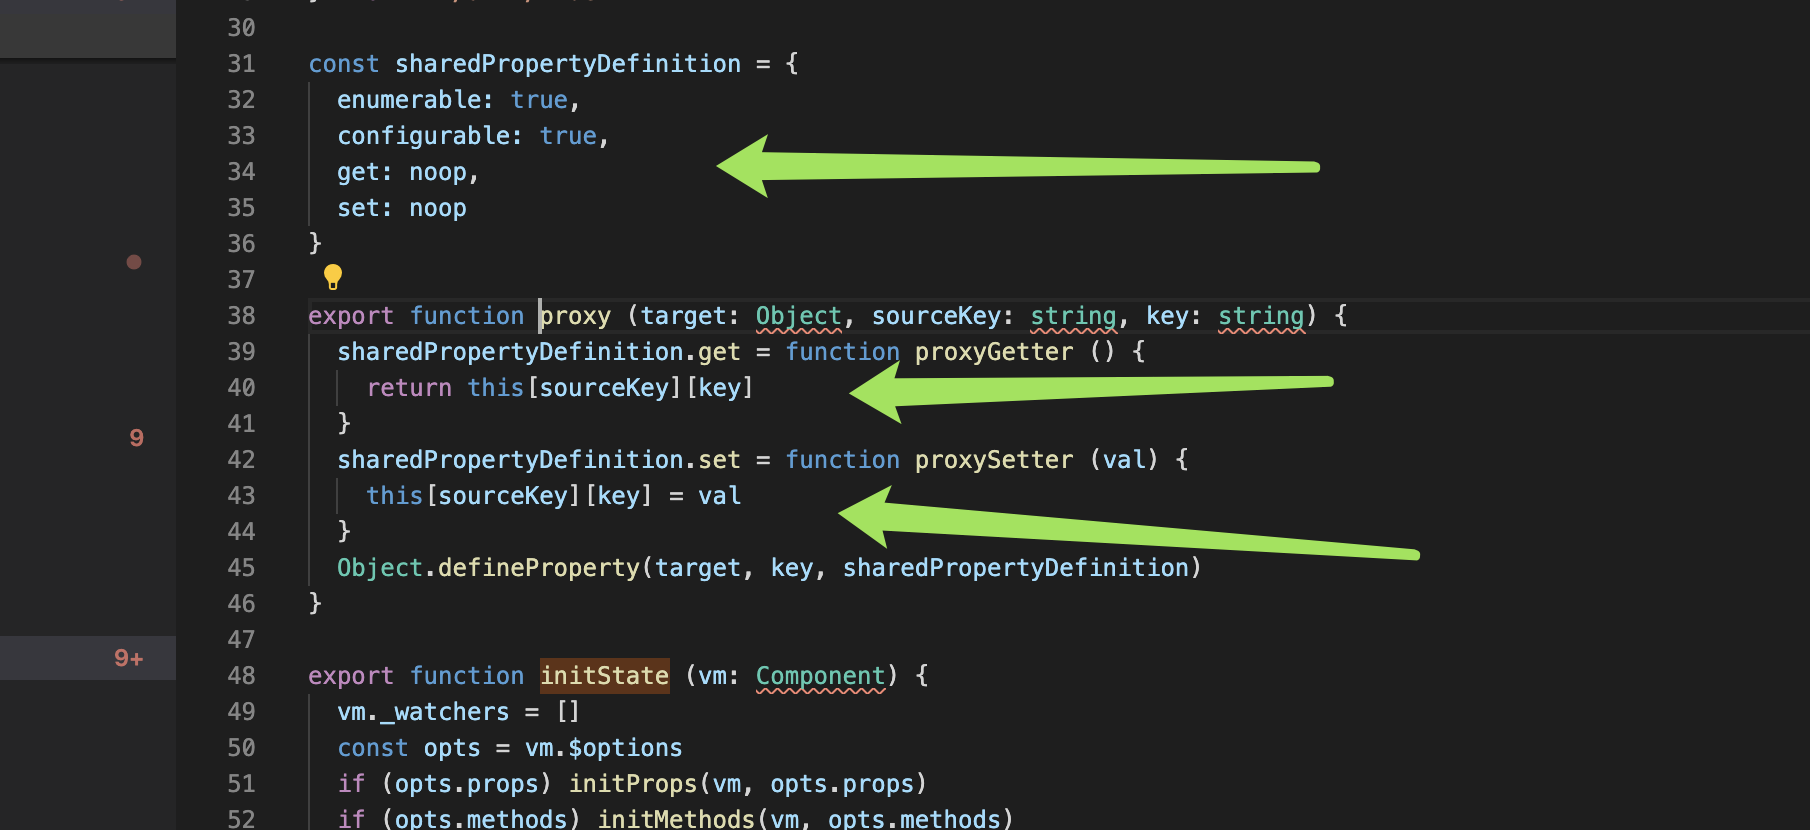 30
31 const sharedPropertyDefinition = {
32 enumerable: true,
33 configurable: true,
34 get: noop,
35 set: noop
36 }
37
38 export function proxy (target: Object, sourceKey: string, key: string) {
39 sharedPropertyDefinition.get = function proxyGetter () {
40 return this[sourceKey][key]
41 }
9
42 sharedPropertyDefinition.set = function proxySetter (val) {
43 this[sourceKey][key] = val
44 }
45 Object.defineProperty(target, key, sharedPropertyDefinition)
46 }
47
9+
48 export function initState (vm: Component) {
49 vm._watchers = []
50 const opts = vm.$options
51 if (opts.props) initProps(vm, opts.props)
52 if (opts.methods) initMethods(vm, opts.methods)